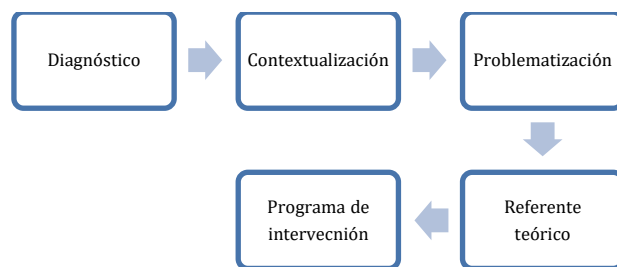 Diagnóstico
Contextualización
Problematización
Referente
teórico
Programa de
intervecnión